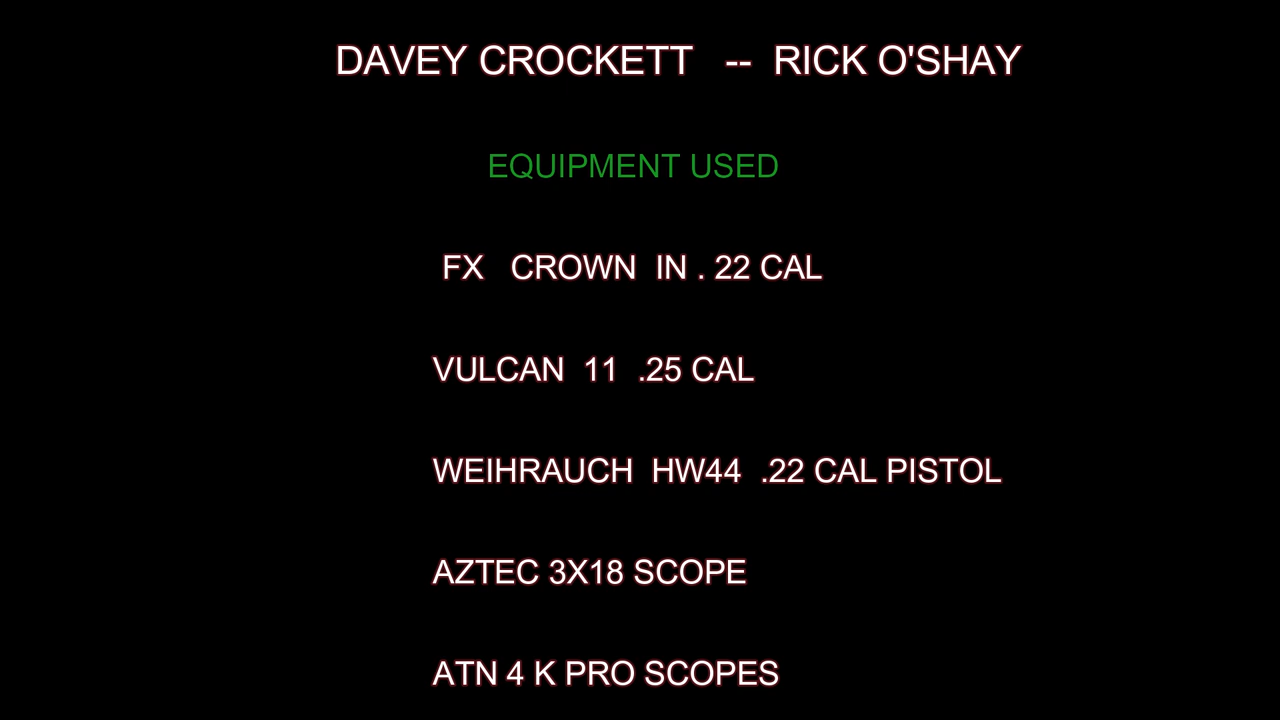 DAVEY CROCKETT -- RICK O'SHAY
EQUIPMENT USED
FX CROWN IN . 22 CAL
VULCAN 11 .25 CAL
WEIHRAUCH HW44 .22 CAL PISTOL
AZTEC 3X18 SCOPE
ATN 4 K PRO SCOPES